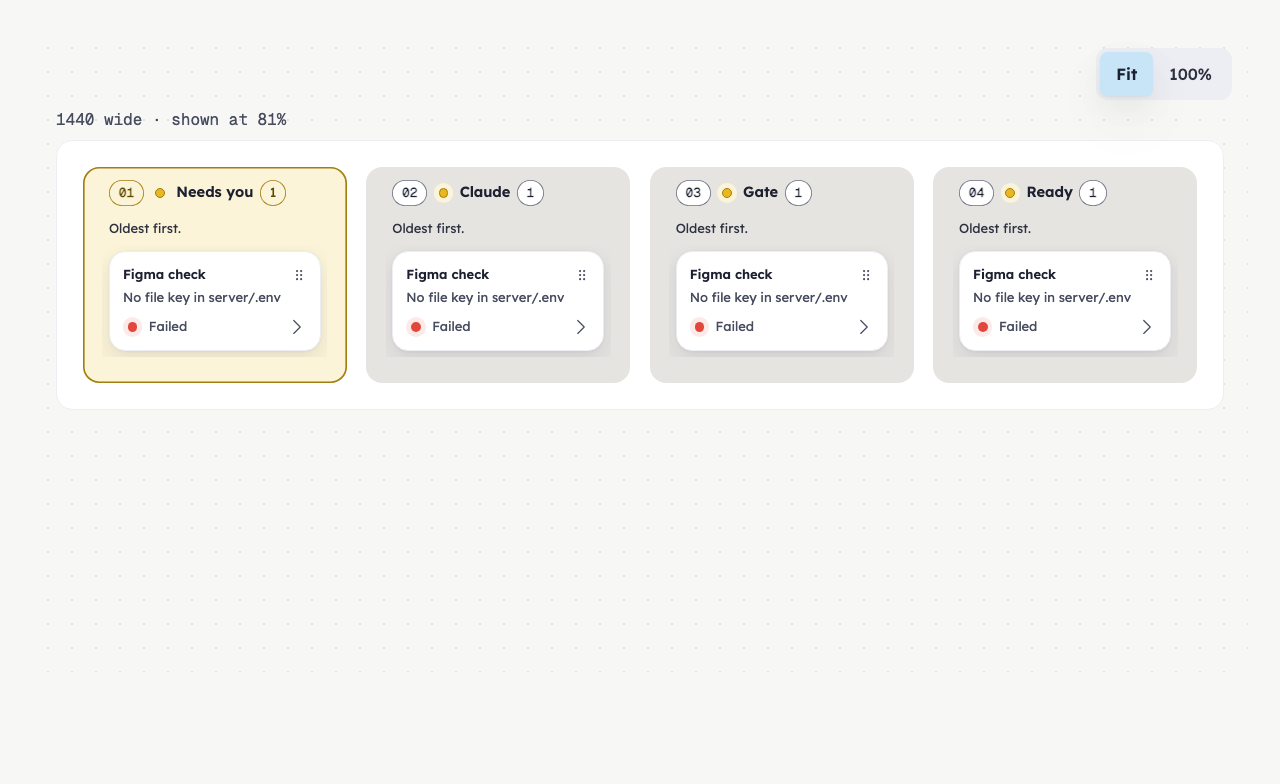 Fit 100%
1440 wide · shown at 81%
01 Needs you 1
Oldest first.
Figma check
No file key in server/.env
Failed
02 Claude 1
Oldest first.
Figma check
No file key in server/.env
Failed
03 Gate 1
Oldest first.
Figma check
No file key in server/.env
Failed
04 Ready 1
Oldest first.
Figma check
No file key in server/.env
Failed